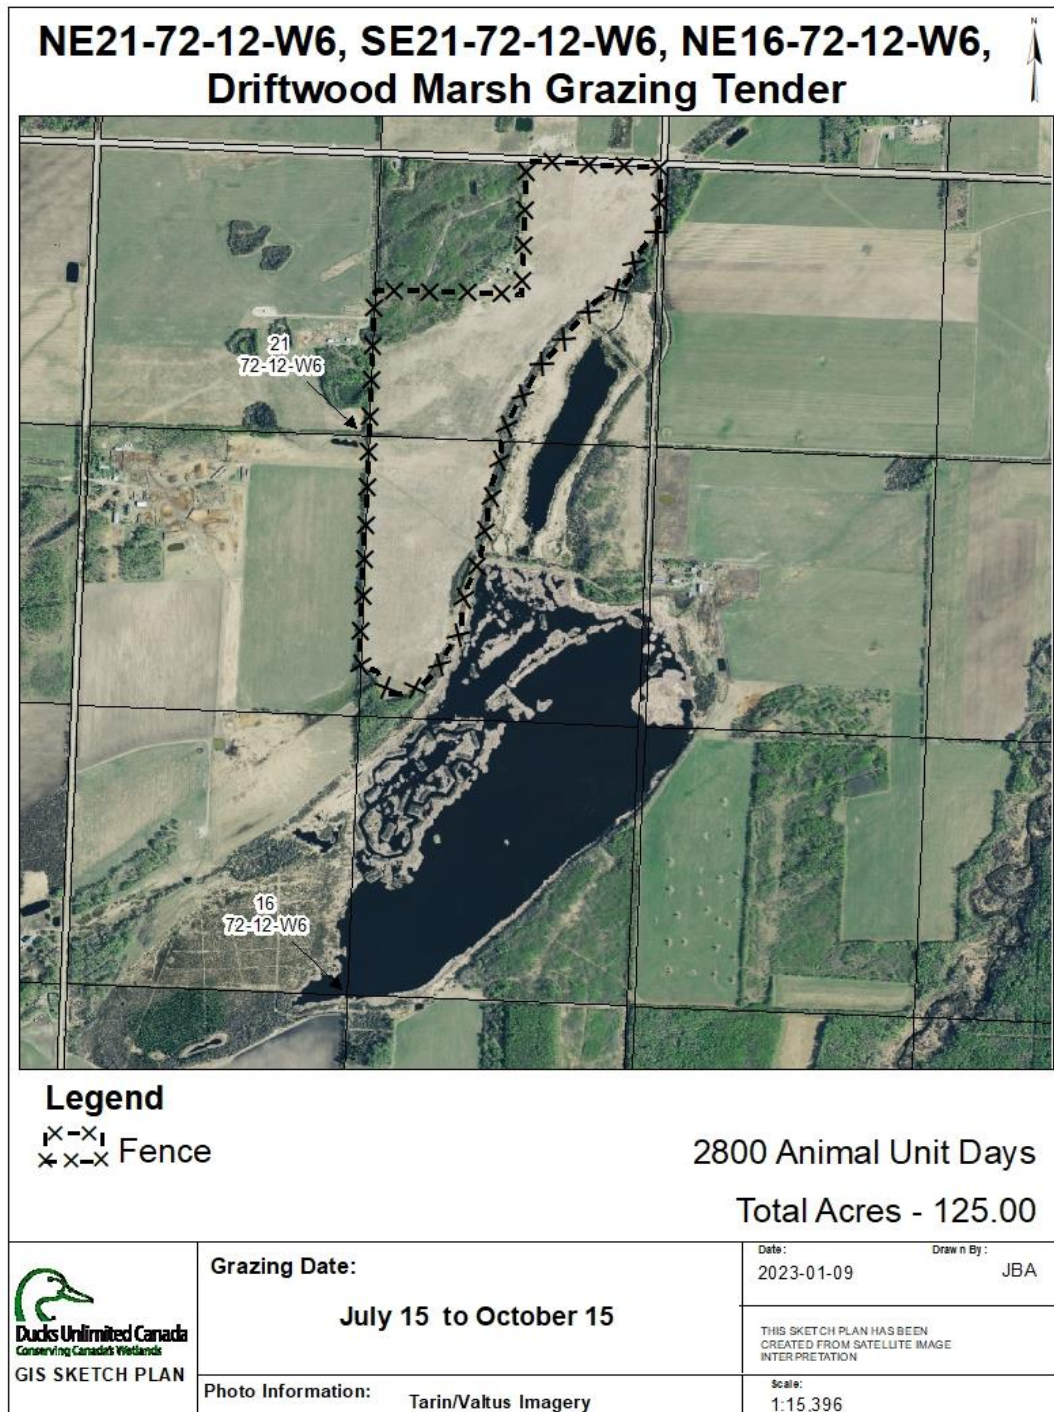 NE21-72-12-W6, SE21-72-12-W6, NE16-72-12-W6,
Driftwood Marsh Grazing Tender
N
21
72-12-W6
16
72-12-W6
Legend
Fence
2800 Animal Unit Days
Total Acres - 125.00
Ducks Unlimited Canada
Conserving Canada's Wetlands
GIS SKETCH PLAN
Grazing Date:
July 15 to October 15
Photo Information:
Tarin/Valtus Imagery
Date:
2023-01-09
Drawn By:
JBA
THIS SKETCH PLAN HAS BEEN
CREATED FROM SATELLITE IMAGE
INTERPRETATION
Scale:
1:15,396